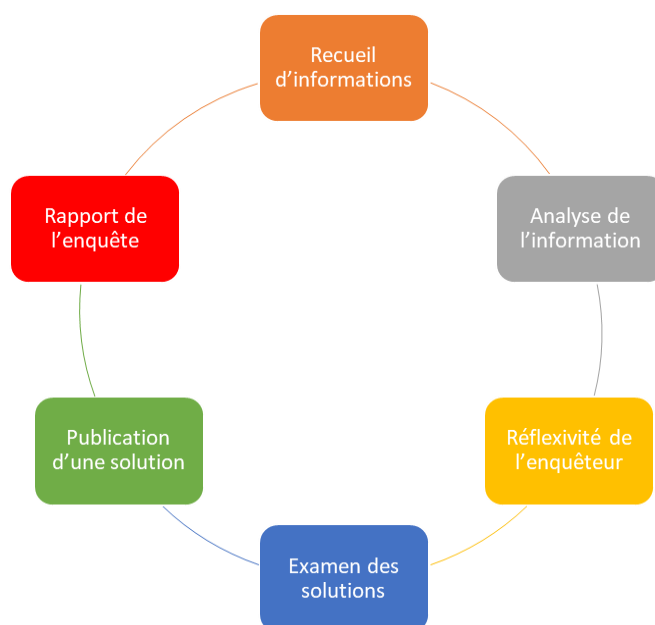 Recueil
d’informations
Analyse de
l’information
Réflexivité de
l’enquêteur
Examen des
solutions
Publication
d’une solution
Rapport de
l’enquête